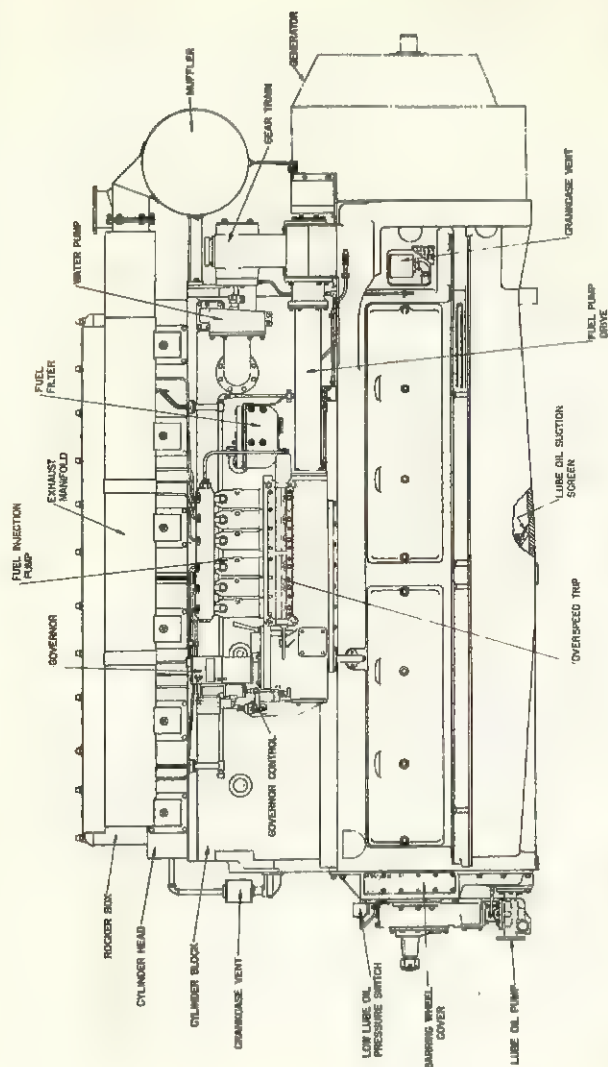 ROCKER BOX
CYLINDER HEAD
CYLINDER BLOCK
CRANKCASE VENT
GOVERNOR
FUEL INJECTION
PUMP
EXHAUST
MANIFOLD
FUEL
FILTER
WATER PUMP
MUFFLER
GEAR TRAIN
GENERATOR
GOVERNOR CONTROL
LOW LUBE OIL
PRESSURE SWITCH
BARRING WHEEL
COVER
LUBE OIL PUMP
OVERSPEED TRIP
LUBE OIL SUCTION
SCREEN
FUEL PUMP
DRIVE
CRANKCASE VENT